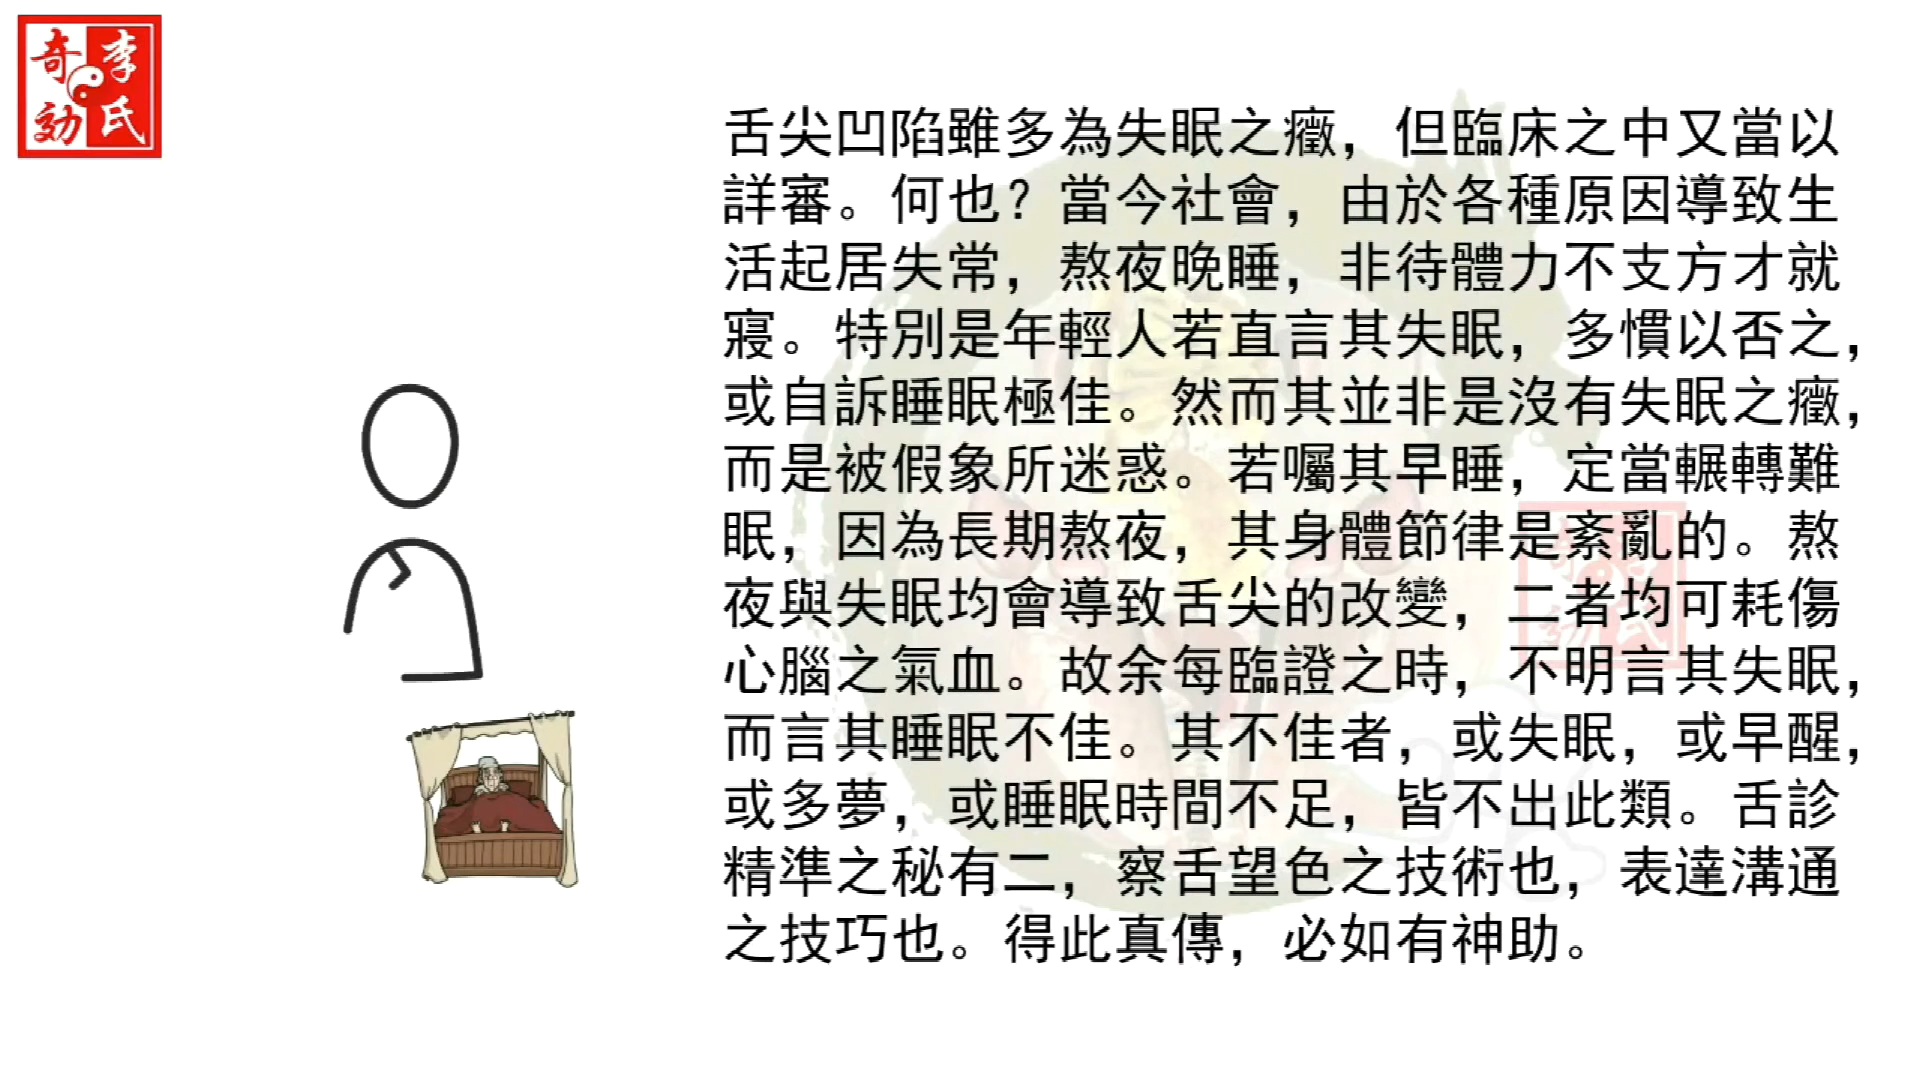 李氏
奇効
舌尖凹陷雖多為失眠之癥，但臨床之中又當以
詳審。何也？當今社會，由於各種原因導致生
活起居失常，熬夜晚睡，非待體力不支方才就
寢。特別是年輕人若直言其失眠，多慣以否之，
或自訴睡眠極佳。然而其並非是沒有失眠之癥，
而是被假象所迷惑。若囑其早睡，定當輾轉難
眠，因為長期熬夜，其身體節律是紊亂的。熬
夜與失眠均會導致舌尖的改變，二者均可耗傷
心腦之氣血。故余每臨證之時，不明言其失眠，
而言其睡眠不佳。其不佳者，或失眠，或早醒，
或多夢，或睡眠時間不足，皆不出此類。舌診
精準之秘有二，察舌望色之技術也，表達溝通
之技巧也。得此真傳，必如有神助。